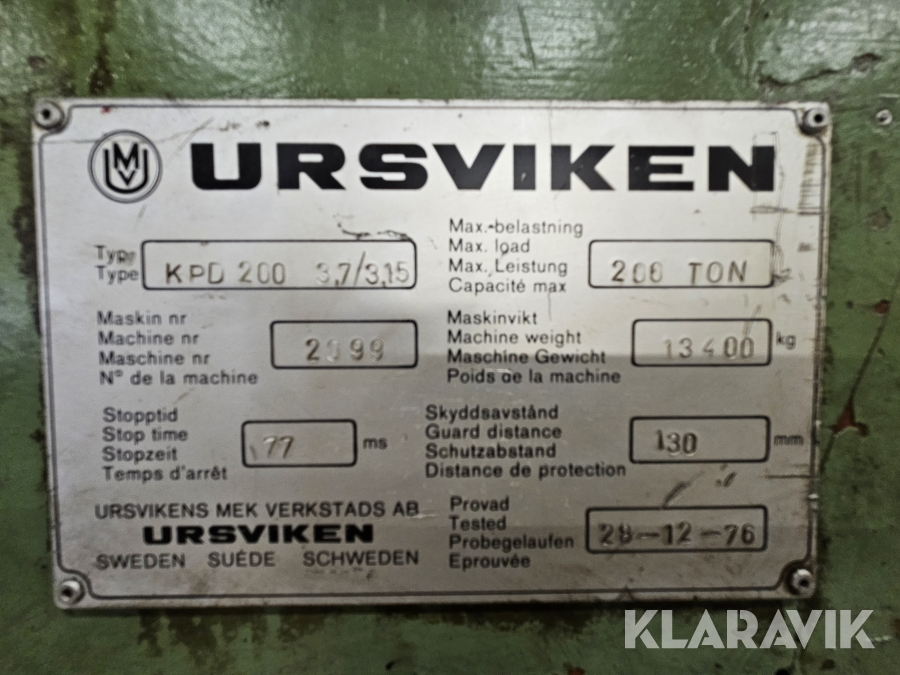 URSVIKEN
Typ
Type
KPD 200 3,7/3,15
Max.-belastning
Max. load
Max. Leistung
Capacité max
200 TON
Maskin nr
Machine nr
Maschine nr
N° de la machine
Maskinvikt
Machine weight
Maschine Gewicht
Poids de la machine
13400 kg
Stopptid
Stop time
Stopzeit
Temps d'arrêt
77 ms
Skyddsavstånd
Guard distance
Schutzabstand
Distance de protection
130 mm
URSVIKENS MEK VERKSTADS AB
URSVIKEN
SWEDEN SUÉDE SCHWEDEN
Provad
Tested
Probegelaufen
Eprouvée
28-12-76
KLARAVIK